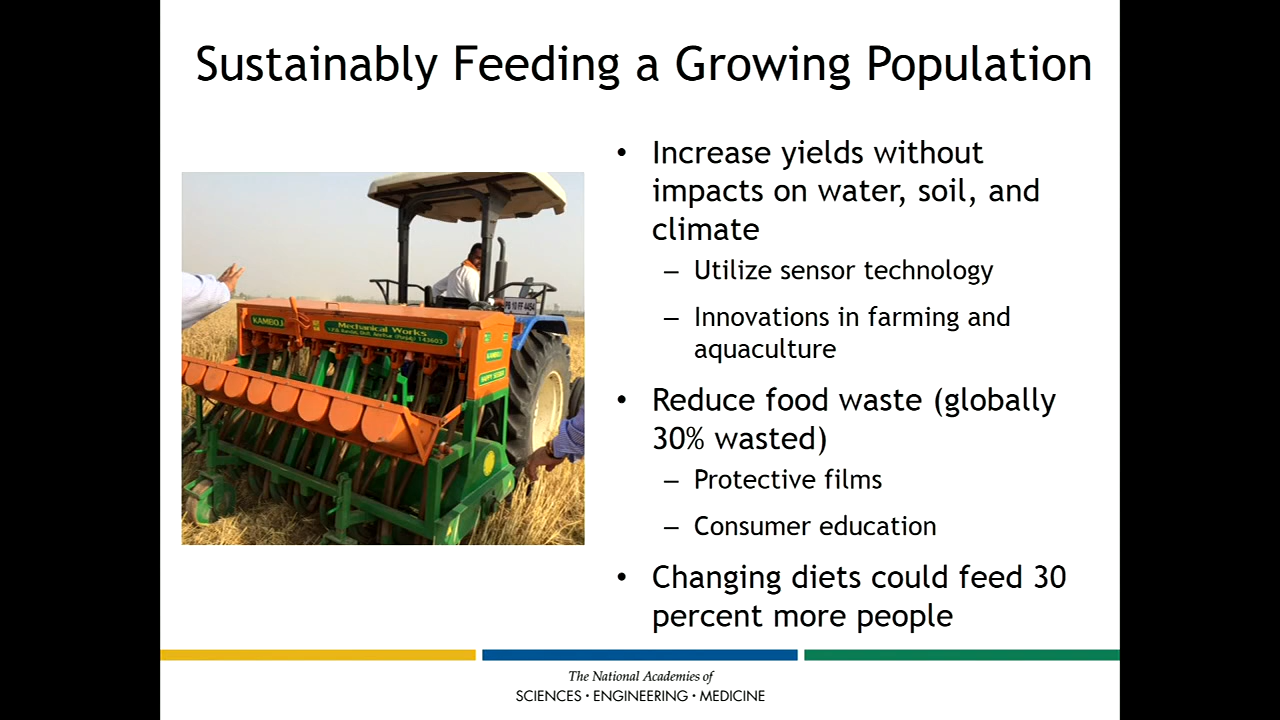 Sustainably Feeding a Growing Population
• Increase yields without
impacts on water, soil, and
climate
– Utilize sensor technology
– Innovations in farming and
aquaculture
• Reduce food waste (globally
30% wasted)
– Protective films
– Consumer education
• Changing diets could feed 30
percent more people
KAMBOJ
Mechanical Works
KAMBOJ
HAPPY SEEDER
The National Academies of
SCIENCES • ENGINEERING • MEDICINE